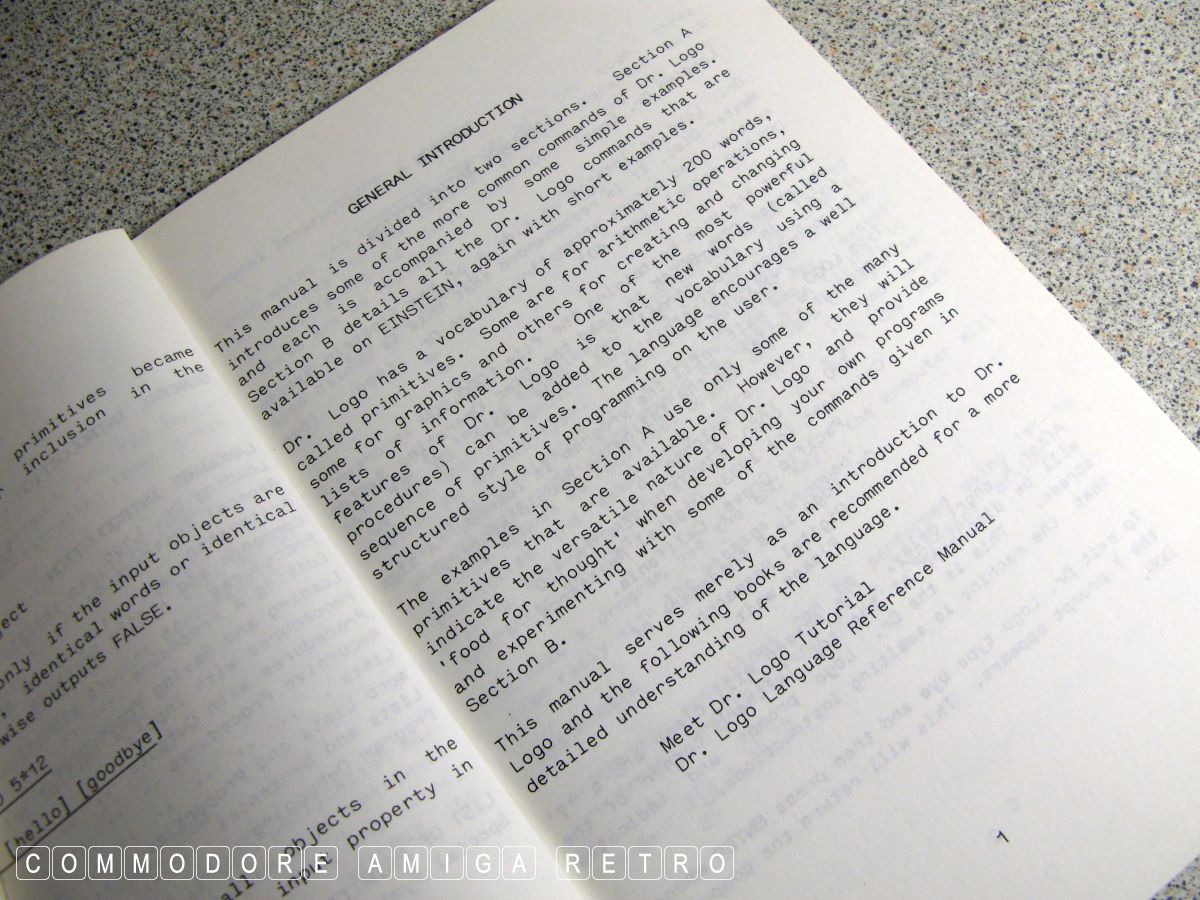 primitives became
inclusion in the
ject
only if the input objects are
identical words or identical
wise outputs FALSE.
5*12
[hello] [goodbye]
all objects in the
input property in
GENERAL INTRODUCTION
This manual is divided into two sections. Section A
introduces some of the more common commands of Dr. Logo
and each is accompanied by some simple examples.
Section B details all the Dr. Logo commands that are
available on EINSTEIN, again with short examples.
Dr. Logo has a vocabulary of approximately 200 words,
called primitives. Some are for arithmetic operations,
some for graphics and others for creating and changing
lists of information. One of the most powerful
features of Dr. Logo is that new words (called
procedures) can be added to the vocabulary using a
sequence of primitives. The language encourages a well
structured style of programming on the user.
The examples in Section A use only some of the many
primitives that are available. However, they will
indicate the versatile nature of Dr. Logo and provide
'food for thought' when developing your own programs
and experimenting with some of the commands given in
Section B.
This manual serves merely as an introduction to Dr.
Logo and the following books are recommended for a more
detailed understanding of the language.
Meet Dr. Logo Tutorial
Dr. Logo Language Reference Manual
1
COMMODORE AMIGA RETRO